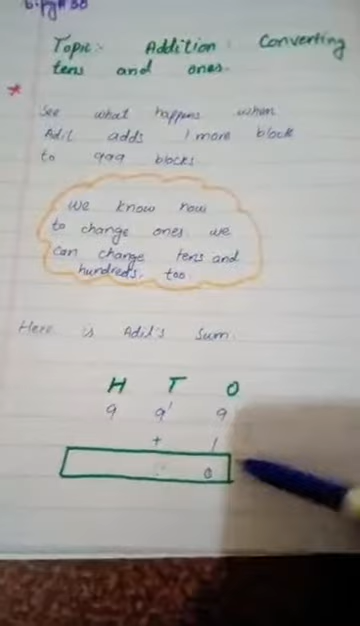 Topic:- Addition: Converting
tens and ones.
*
See what happens when
Adil adds 1 more block
to 999 blocks
We know how
to change ones. we
can change tens and
hundreds. too.
Here is Adil's Sum.
H T O
9 9¹ 9
+ 1
0